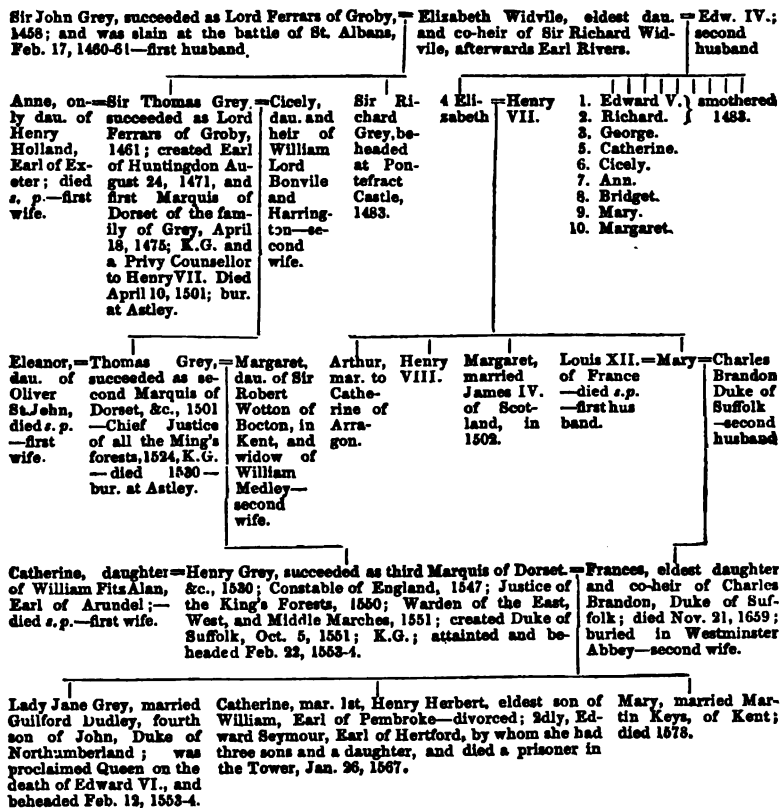 Sir John Grey, succeeded as Lord Ferrars of Groby,
1458; and was slain at the battle of St. Albans,
Feb. 17, 1460-61—first husband.
=
Elizabeth Widvile, eldest dau.
and co-heir of Sir Richard Wid-
vile, afterwards Earl Rivers.
=
Edw. IV.;
second
husband
Anne, on-
ly dau. of
Henry
Holland,
Earl of Ex-
eter; died
s. p.—first
wife.
=
Sir Thomas Grey,
succeeded as Lord
Ferrars of Groby,
1461; created Earl
of Huntingdon Au-
gust 24, 1471, and
first Marquis of
Dorset of the fam-
ily of Grey, April
18, 1475; K.G. and
a Privy Counsellor
to Henry VII. Died
April 10, 1501; bur.
at Astley.
=
Cicely,
dau. and
heir of
William
Lord
Bonvile
and
Harring-
ton—se-
cond
wife.
Sir Ri-
chard
Grey, be-
headed
at Pon-
tefract
Castle,
1483.
4 Eli-
zabeth
=
Henry
VII.
1. Edward V.
2. Richard.
} smothered
1483.
3. George.
5. Catherine.
6. Cicely.
7. Ann.
8. Bridget.
9. Mary.
10. Margaret.
Eleanor,
dau. of
Oliver
St. John,
died s. p.
—first
wife.
=
Thomas Grey,
succeeded as se-
cond Marquis of
Dorset, &c., 1501
—Chief Justice
of all the Ming's
forests, 1524, K.G.
—died 1530—
bur. at Astley.
=
Margaret,
dau. of Sir
Robert
Wotton of
Bocton, in
Kent, and
widow of
William
Medley—
second
wife.
Arthur,
mar. to
Cathe-
rine of
Arra-
gon.
Henry
VIII.
Margaret,
married
James IV.
of Scot-
land, in
1502.
Louis XII.
of France
—died s.p.
—first hus
band.
=
Mary
=
Charles
Brandon
Duke of
Suffolk
—second
husband
Catherine, daughter
of William FitzAlan,
Earl of Arundel;—
died s. p.—first wife.
=
Henry Grey, succeeded as third Marquis of Dorset.
&c., 1530; Constable of England, 1547; Justice of
the King's Forests, 1550; Warden of the East,
West, and Middle Marches, 1551; created Duke of
Suffolk, Oct. 5, 1551; K.G.; attainted and be-
headed Feb. 23, 1553-4.
=
Frances, eldest daughter
and co-heir of Charles
Brandon, Duke of Suf-
folk; died Nov. 21, 1659;
buried in Westminster
Abbey—second wife.
Lady Jane Grey, married
Guilford Dudley, fourth
son of John, Duke of
Northumberland; was
proclaimed Queen on the
death of Edward VI., and
beheaded Feb. 12, 1553-4.
Catherine, mar. 1st, Henry Herbert, eldest son of
William, Earl of Pembroke—divorced; 2dly, Ed-
ward Seymour, Earl of Hertford, by whom she had
three sons and a daughter, and died a prisoner in
the Tower, Jan. 26, 1567.
Mary, married Mar-
tin Keys, of Kent;
died 1578.